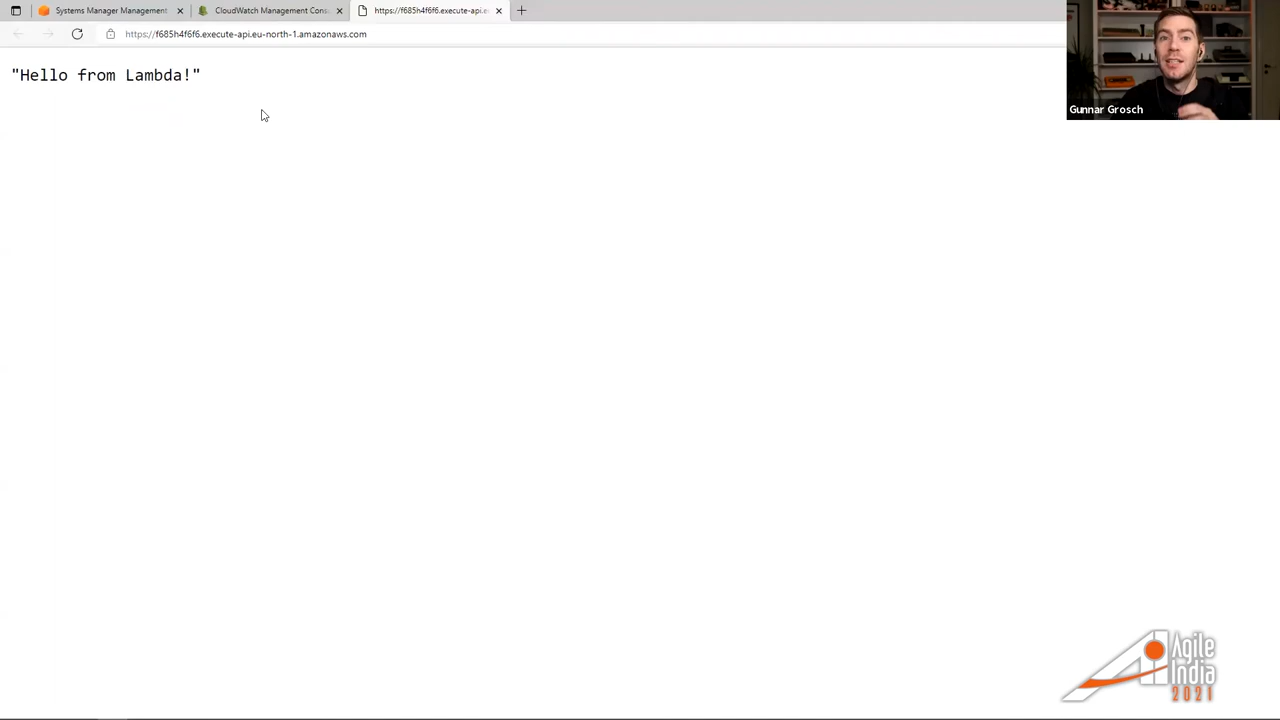 Systems Manager Management
CloudWatch Management Cons
https://f685h4f6f6.execute-api.e
https://f685h4f6f6.execute-api.eu-north-1.amazonaws.com
"Hello from Lambda!"
Gunnar Grosch
Agile
India
2021